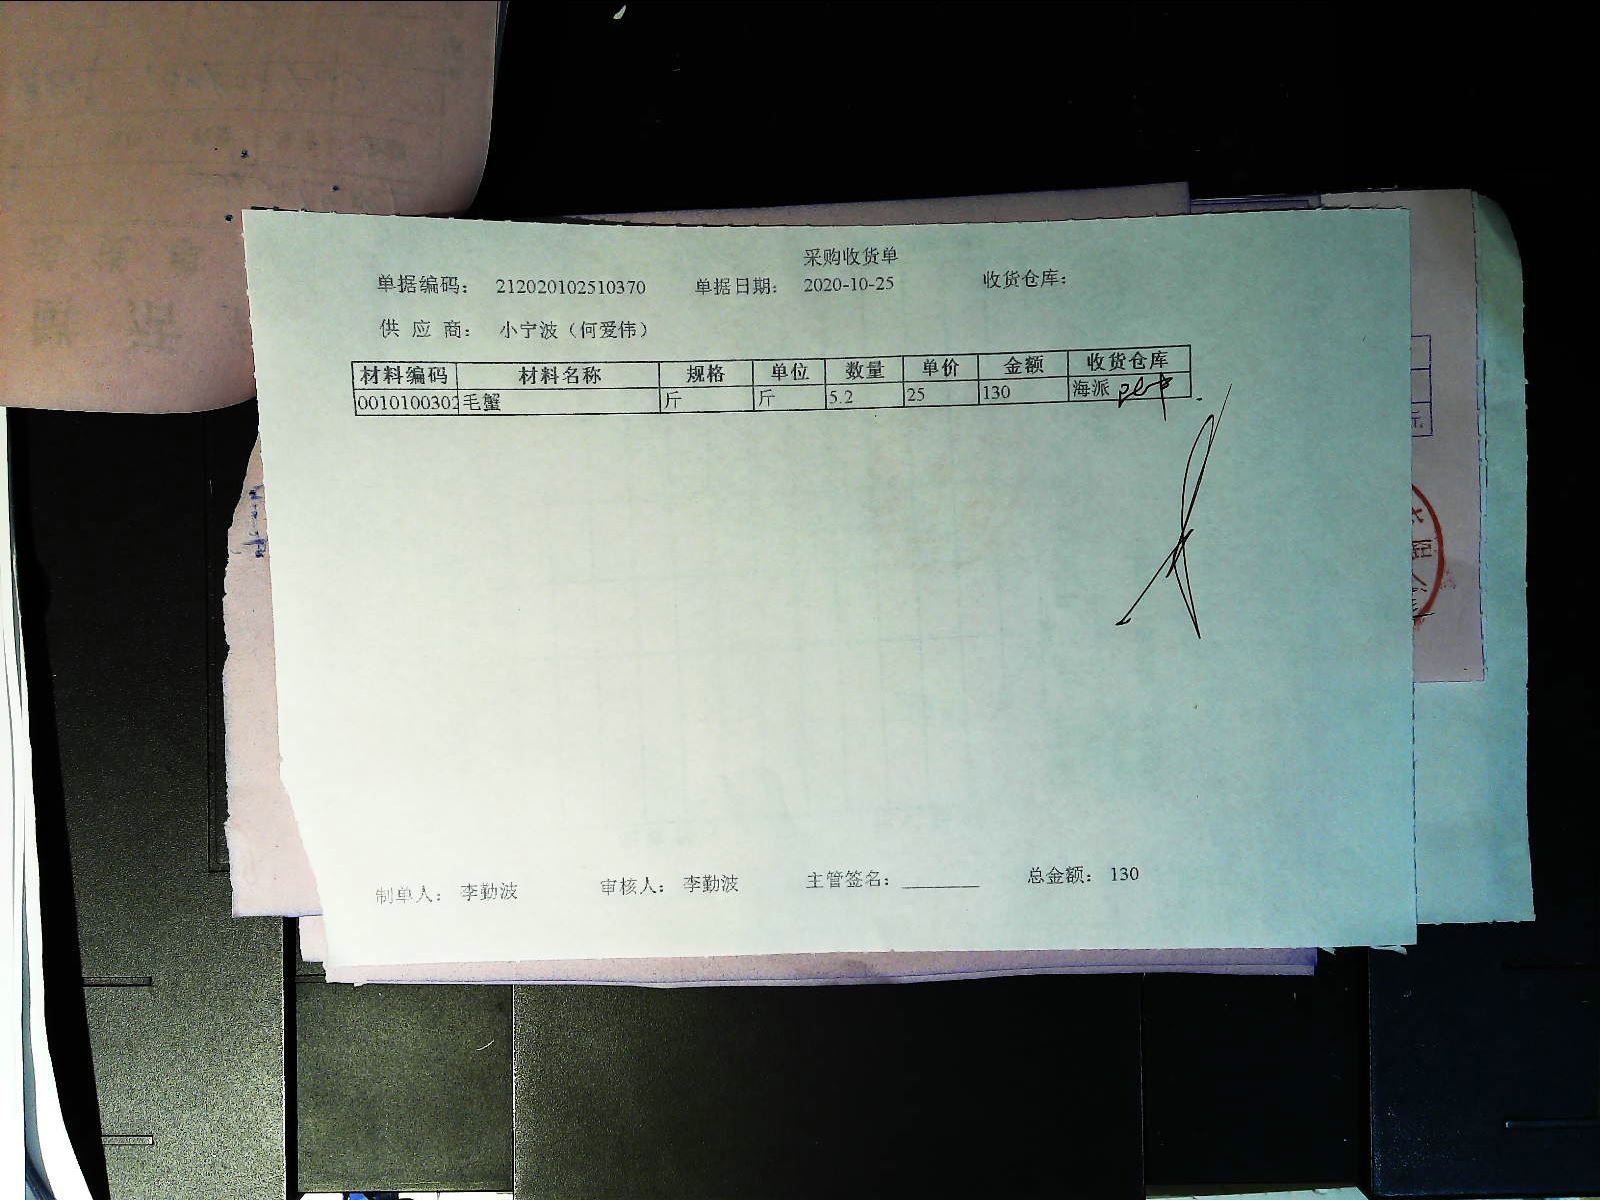 采购收货单
单据编码： 212020102510370 单据日期： 2020-10-25 收货仓库：
供 应 商： 小宁波（何爱伟）
材料编码 材料名称 规格 单位 数量 单价 金额 收货仓库
0010100302 毛蟹 斤 斤 5.2 25 130 海派
制单人： 李勤波 审核人： 李勤波 主管签名：________ 总金额： 130